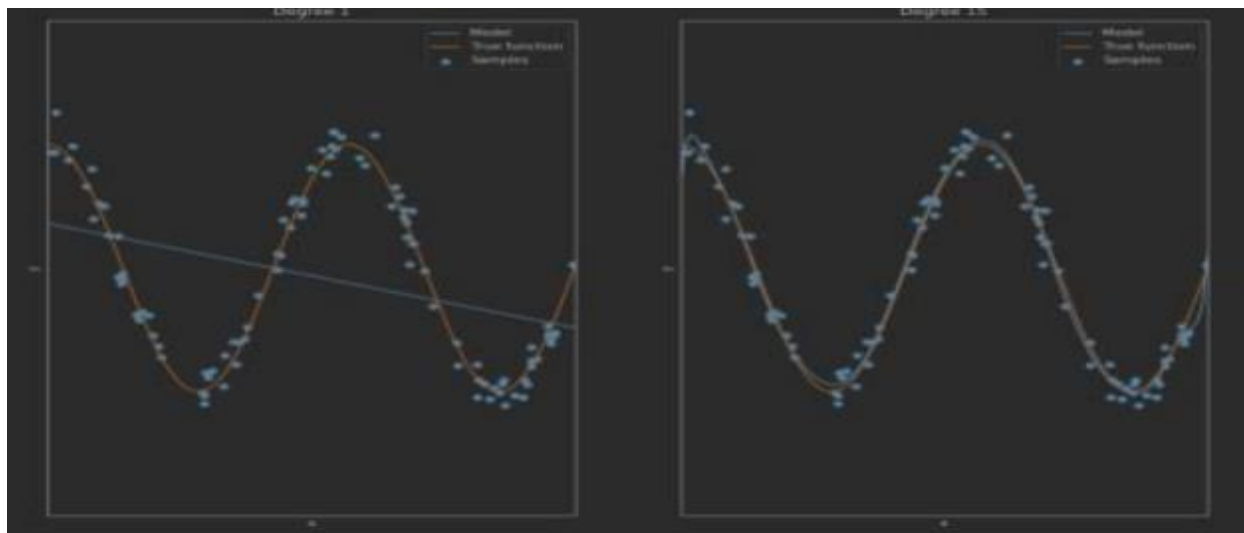 Degree 1
Model
True function
Samples
y
x
Degree 15
Model
True function
Samples
y
x